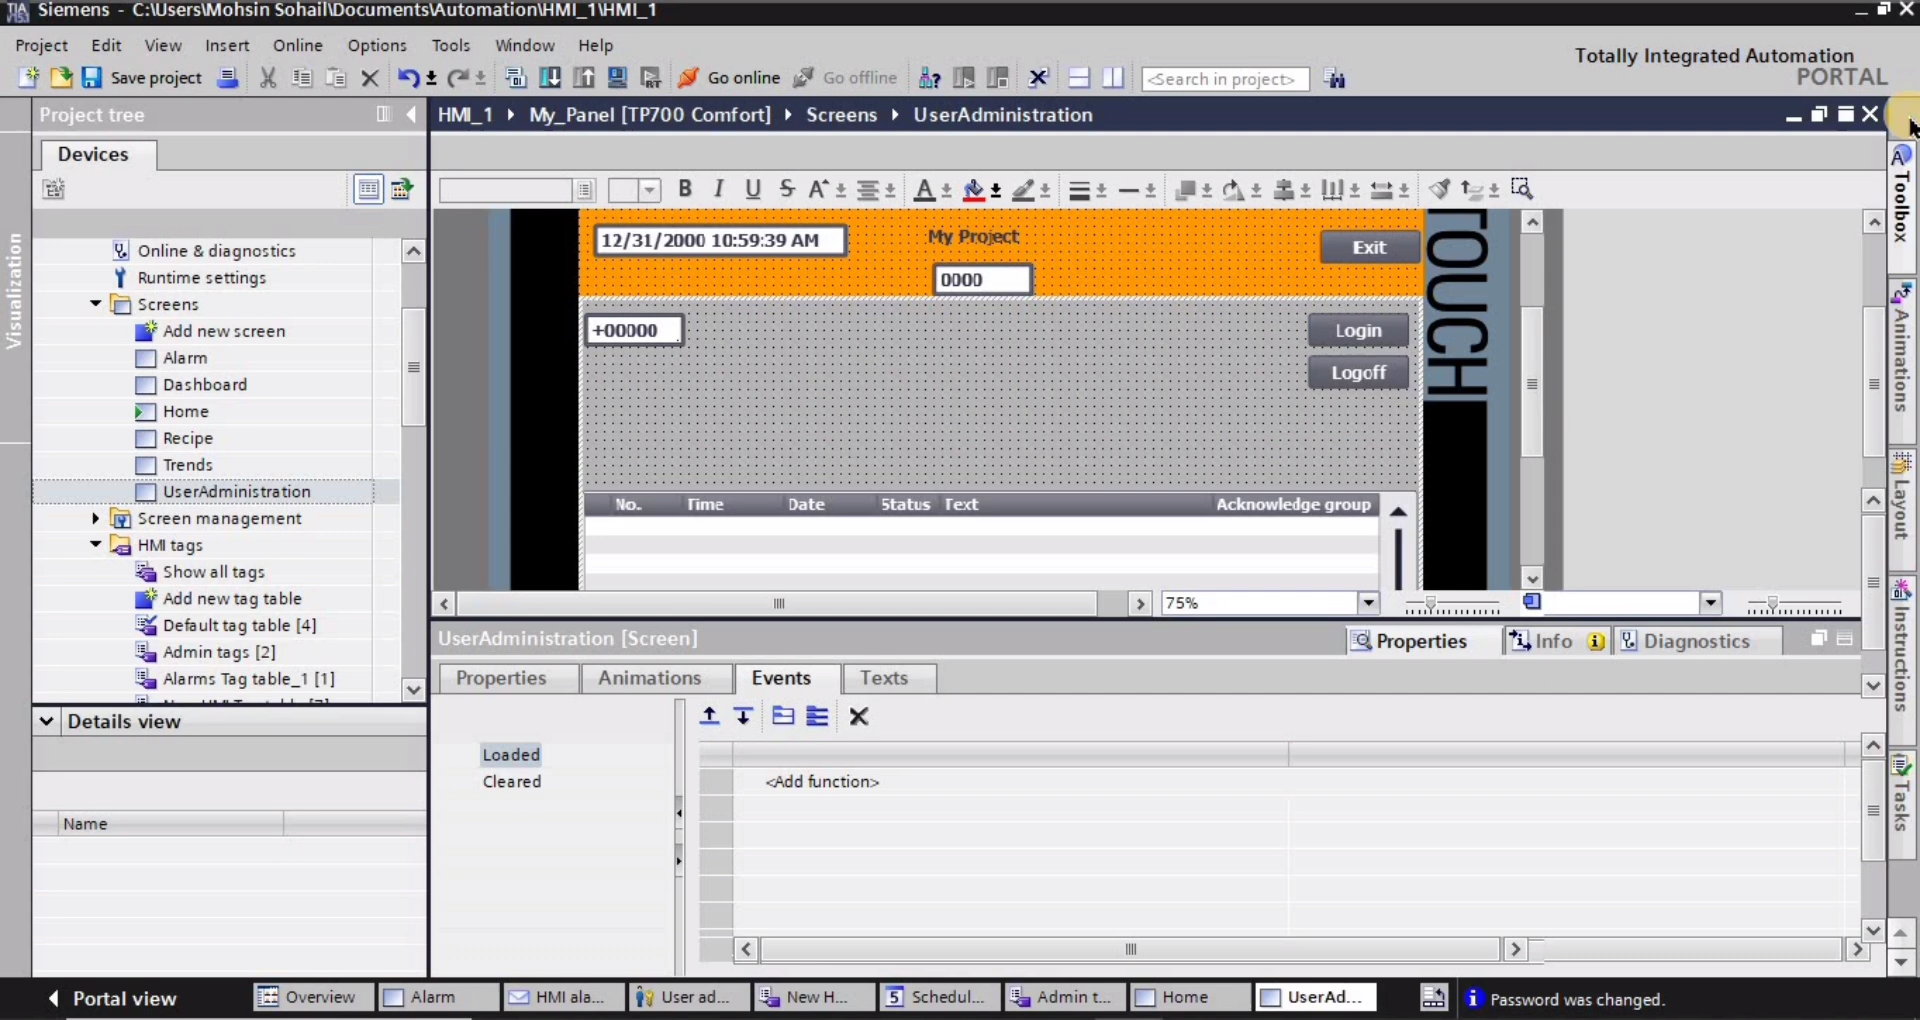 Siemens - C:\Users\Mohsin Sohail\Documents\Automation\HMI_1\HMI_1
Project Edit View Insert Online Options Tools Window Help
Totally Integrated Automation
PORTAL
Save project Go online Go offline <Search in project>
Project tree
HMI_1 My_Panel [TP700 Comfort] Screens UserAdministration
Devices
Visualization
Online & diagnostics
Runtime settings
Screens
Add new screen
Alarm
Dashboard
Home
Recipe
Trends
UserAdministration
Screen management
HMI tags
Show all tags
Add new tag table
Default tag table [4]
Admin tags [2]
Alarms Tag table_1 [1]
Details view
Name
B I U S A
12/31/2000 10:59:39 AM My Project Exit
0000
+00000 Login
Logoff
TOUCH
No. Time Date Status Text Acknowledge group
75%
UserAdministration [Screen] Properties Info Diagnostics
Properties Animations Events Texts
Loaded
Cleared
<Add function>
Toolbox
Animations
Layout
Instructions
Tasks
Portal view Overview Alarm HMI ala... User ad... New H... Schedul... Admin t... Home UserAd... Password was changed.